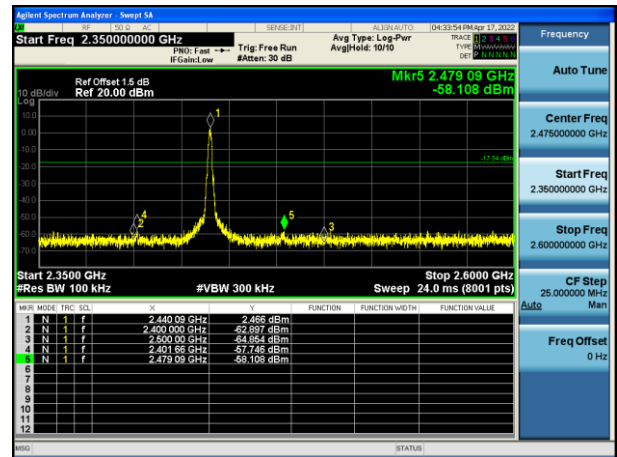 Agilent Spectrum Analyzer - Swept SA
RF 50 Ω AC SENSE:INT ALIGN AUTO 04:33:54 PM Apr 17, 2022
Start Freq 2.350000000 GHz
PNO: Fast
IFGain:Low
Trig: Free Run
#Atten: 30 dB
Avg Type: Log-Pwr
Avg|Hold: 10/10
TRACE 1 2 3 4 5 6
TYPE M
DET P N N N N N
Frequency
Mkr5 2.479 09 GHz
-58.108 dBm
Ref Offset 1.5 dB
Ref 20.00 dBm
10 dB/div
Log
10.0
0.00
-10.0
-20.0
-30.0
-40.0
-50.0
-60.0
-70.0
1
-17.54 dBm
4
2
5
3
Start 2.3500 GHz Stop 2.6000 GHz
#Res BW 100 kHz #VBW 300 kHz Sweep 24.0 ms (8001 pts)
MKR MODE TRC SCL X Y FUNCTION FUNCTION WIDTH FUNCTION VALUE
1 N 1 f 2.440 09 GHz 2.466 dBm
2 N 1 f 2.400 000 GHz -62.897 dBm
3 N 1 f 2.500 00 GHz -64.854 dBm
4 N 1 f 2.401 66 GHz -57.746 dBm
5 N 1 f 2.479 09 GHz -58.108 dBm
6
7
8
9
10
11
12
Auto Tune
Center Freq
2.475000000 GHz
Start Freq
2.350000000 GHz
Stop Freq
2.600000000 GHz
CF Step
25.000000 MHz
Auto Man
Freq Offset
0 Hz
MSG STATUS